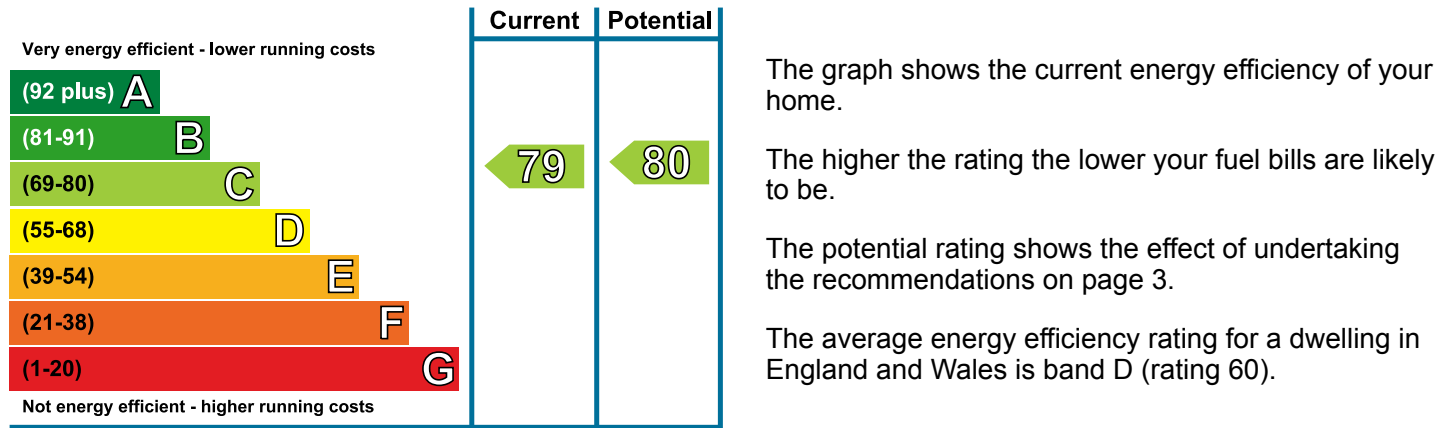 Current Potential
Very energy efficient - lower running costs
(92 plus) A
(81-91) B
(69-80) C
(55-68) D
(39-54) E
(21-38) F
(1-20) G
Not energy efficient - higher running costs
79 80
The graph shows the current energy efficiency of your
home.
The higher the rating the lower your fuel bills are likely
to be.
The potential rating shows the effect of undertaking
the recommendations on page 3.
The average energy efficiency rating for a dwelling in
England and Wales is band D (rating 60).